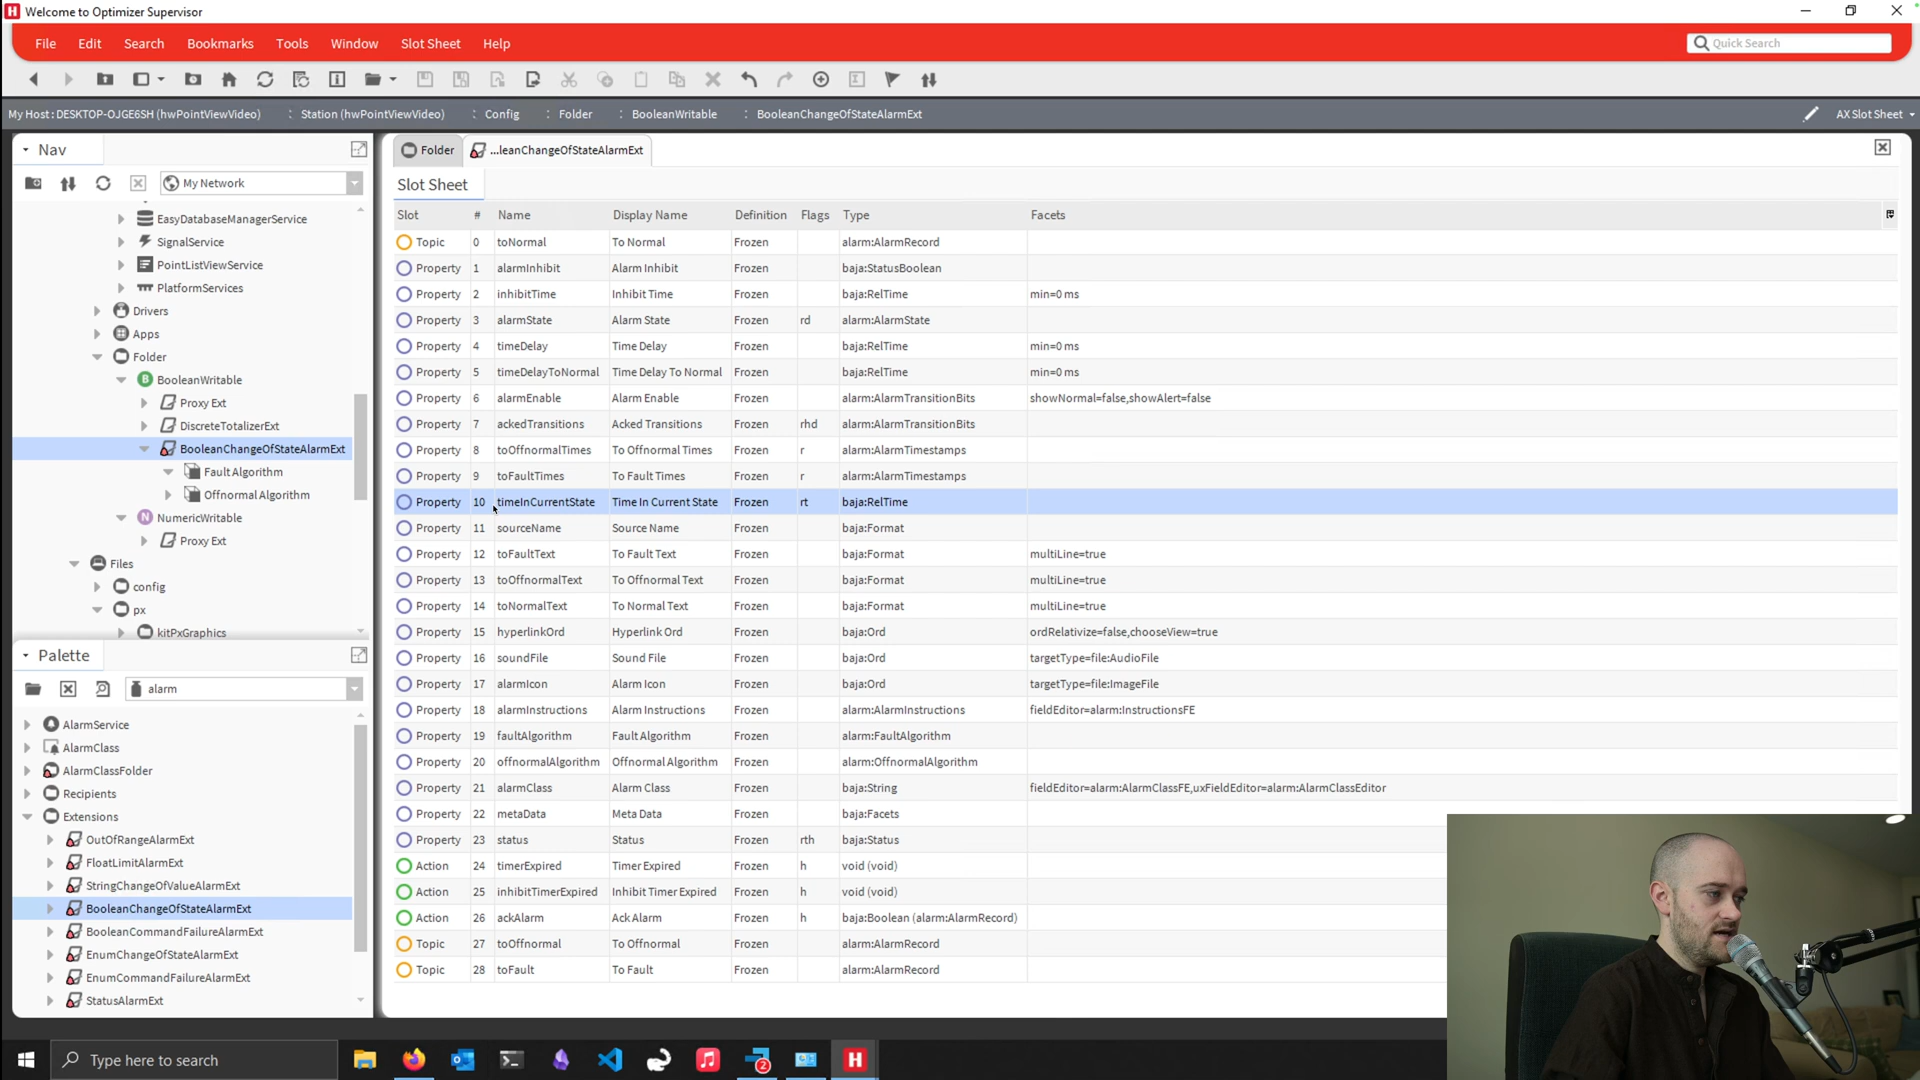 Welcome to Optimizer Supervisor
File Edit Search Bookmarks Tools Window Slot Sheet Help
Quick Search
My Host : DESKTOP-OJGE6SH (hwPointViewVideo) : Station (hwPointViewVideo) : Config : Folder : BooleanWritable : BooleanChangeOfStateAlarmExt
AX Slot Sheet
Nav
My Network
EasyDatabaseManagerService
SignalService
PointListViewService
PlatformServices
Drivers
Apps
Folder
BooleanWritable
Proxy Ext
DiscreteTotalizerExt
BooleanChangeOfStateAlarmExt
Fault Algorithm
Offnormal Algorithm
NumericWritable
Proxy Ext
Files
config
px
kitPxGraphics
Palette
alarm
AlarmService
AlarmClass
AlarmClassFolder
Recipients
Extensions
OutOfRangeAlarmExt
FloatLimitAlarmExt
StringChangeOfValueAlarmExt
BooleanChangeOfStateAlarmExt
BooleanCommandFailureAlarmExt
EnumChangeOfStateAlarmExt
EnumCommandFailureAlarmExt
StatusAlarmExt
Folder ...leanChangeOfStateAlarmExt
Slot Sheet
Slot # Name Display Name Definition Flags Type Facets
Topic 0 toNormal To Normal Frozen alarm:AlarmRecord
Property 1 alarmInhibit Alarm Inhibit Frozen baja:StatusBoolean
Property 2 inhibitTime Inhibit Time Frozen baja:RelTime min=0 ms
Property 3 alarmState Alarm State Frozen rd alarm:AlarmState
Property 4 timeDelay Time Delay Frozen baja:RelTime min=0 ms
Property 5 timeDelayToNormal Time Delay To Normal Frozen baja:RelTime min=0 ms
Property 6 alarmEnable Alarm Enable Frozen alarm:AlarmTransitionBits showNormal=false,showAlert=false
Property 7 ackedTransitions Acked Transitions Frozen rhd alarm:AlarmTransitionBits
Property 8 toOffnormalTimes To Offnormal Times Frozen r alarm:AlarmTimestamps
Property 9 toFaultTimes To Fault Times Frozen r alarm:AlarmTimestamps
Property 10 timeInCurrentState Time In Current State Frozen rt baja:RelTime
Property 11 sourceName Source Name Frozen baja:Format
Property 12 toFaultText To Fault Text Frozen baja:Format multiLine=true
Property 13 toOffnormalText To Offnormal Text Frozen baja:Format multiLine=true
Property 14 toNormalText To Normal Text Frozen baja:Format multiLine=true
Property 15 hyperlinkOrd Hyperlink Ord Frozen baja:Ord ordRelativize=false,chooseView=true
Property 16 soundFile Sound File Frozen baja:Ord targetType=file:AudioFile
Property 17 alarmIcon Alarm Icon Frozen baja:Ord targetType=file:ImageFile
Property 18 alarmInstructions Alarm Instructions Frozen alarm:AlarmInstructions fieldEditor=alarm:InstructionsFE
Property 19 faultAlgorithm Fault Algorithm Frozen alarm:FaultAlgorithm
Property 20 offnormalAlgorithm Offnormal Algorithm Frozen alarm:OffnormalAlgorithm
Property 21 alarmClass Alarm Class Frozen baja:String fieldEditor=alarm:AlarmClassFE,uxFieldEditor=alarm:AlarmClassEditor
Property 22 metaData Meta Data Frozen baja:Facets
Property 23 status Status Frozen rth baja:Status
Action 24 timerExpired Timer Expired Frozen h void (void)
Action 25 inhibitTimerExpired Inhibit Timer Expired Frozen h void (void)
Action 26 ackAlarm Ack Alarm Frozen h baja:Boolean (alarm:AlarmRecord)
Topic 27 toOffnormal To Offnormal Frozen alarm:AlarmRecord
Topic 28 toFault To Fault Frozen alarm:AlarmRecord
Type here to search
2
H